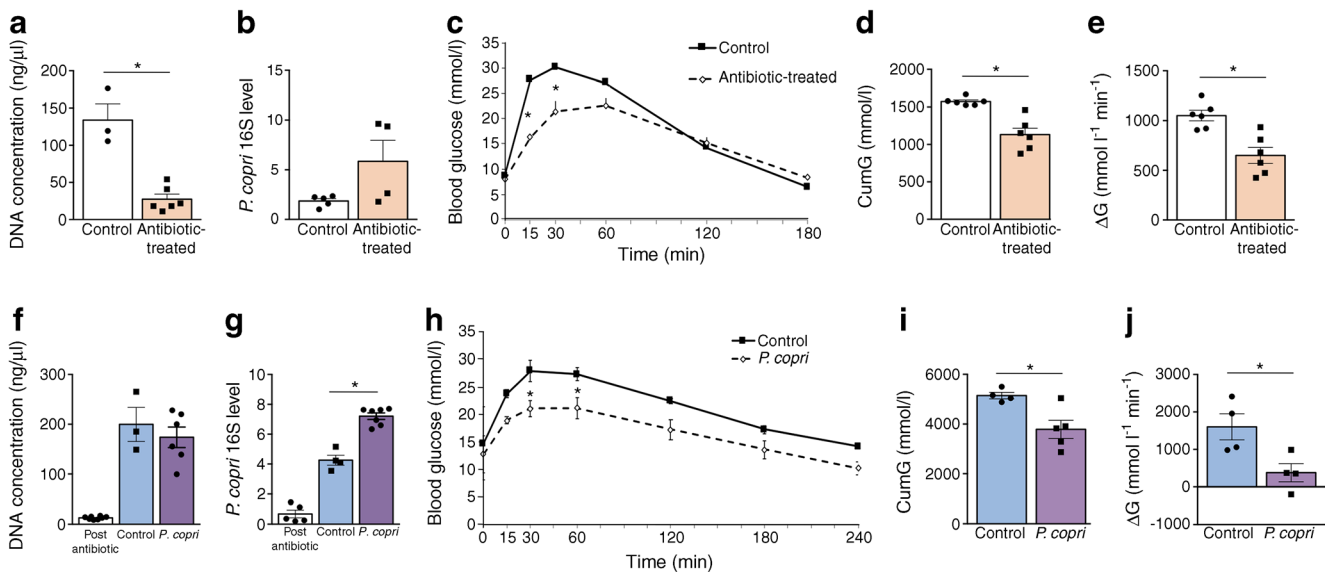 a
DNA concentration (ng/μl)
200
150
100
50
0
*
Control
Antibiotic-
treated
b
P. copri 16S level
15
10
5
0
Control
Antibiotic-
treated
c
Blood glucose (mmol/l)
35
30
25
20
15
10
5
0
*
*
Control
Antibiotic-treated
0 15 30 60 120 180
Time (min)
d
CumG (mmol/l)
2000
1500
1000
500
0
*
Control
Antibiotic-
treated
e
ΔG (mmol l-1 min-1)
1500
1000
500
0
*
Control
Antibiotic-
treated
f
DNA concentration (ng/μl)
300
200
100
0
Post
antibiotic
Control
P. copri
g
P. copri 16S level
10
8
6
4
2
0
*
Post
antibiotic
Control
P. copri
h
Blood glucose (mmol/l)
35
30
25
20
15
10
5
0
*
*
Control
P. copri
0 15 30 60 120 180 240
Time (min)
i
CumG (mmol/l)
6000
4000
2000
0
*
Control
P. copri
j
ΔG (mmol l-1 min-1)
3000
2000
1000
0
-1000
*
Control
P. copri